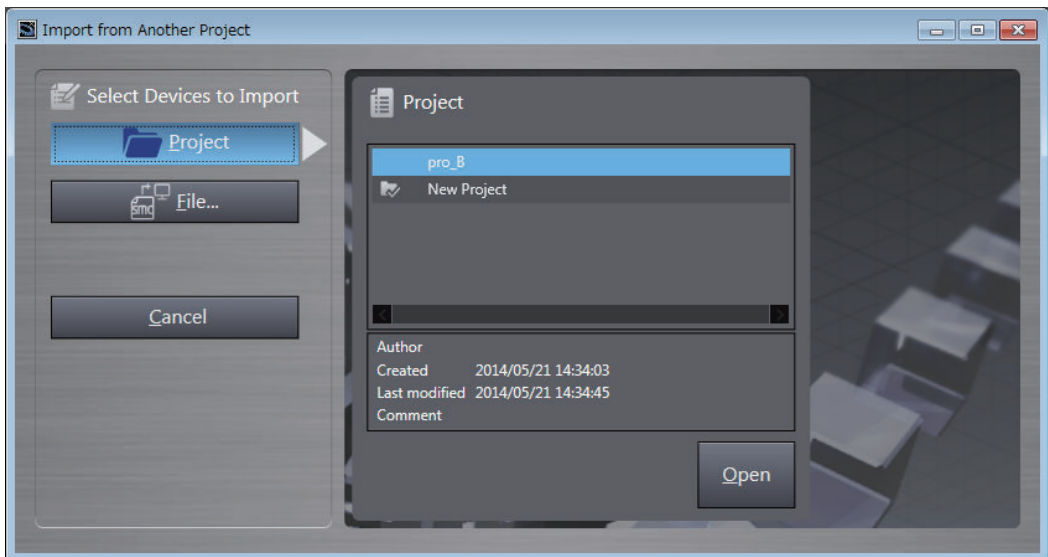 Import from Another Project
Select Devices to Import
Project
smc File...
Cancel
Project
pro_B
New Project
Author
Created 2014/05/21 14:34:03
Last modified 2014/05/21 14:34:45
Comment
Open